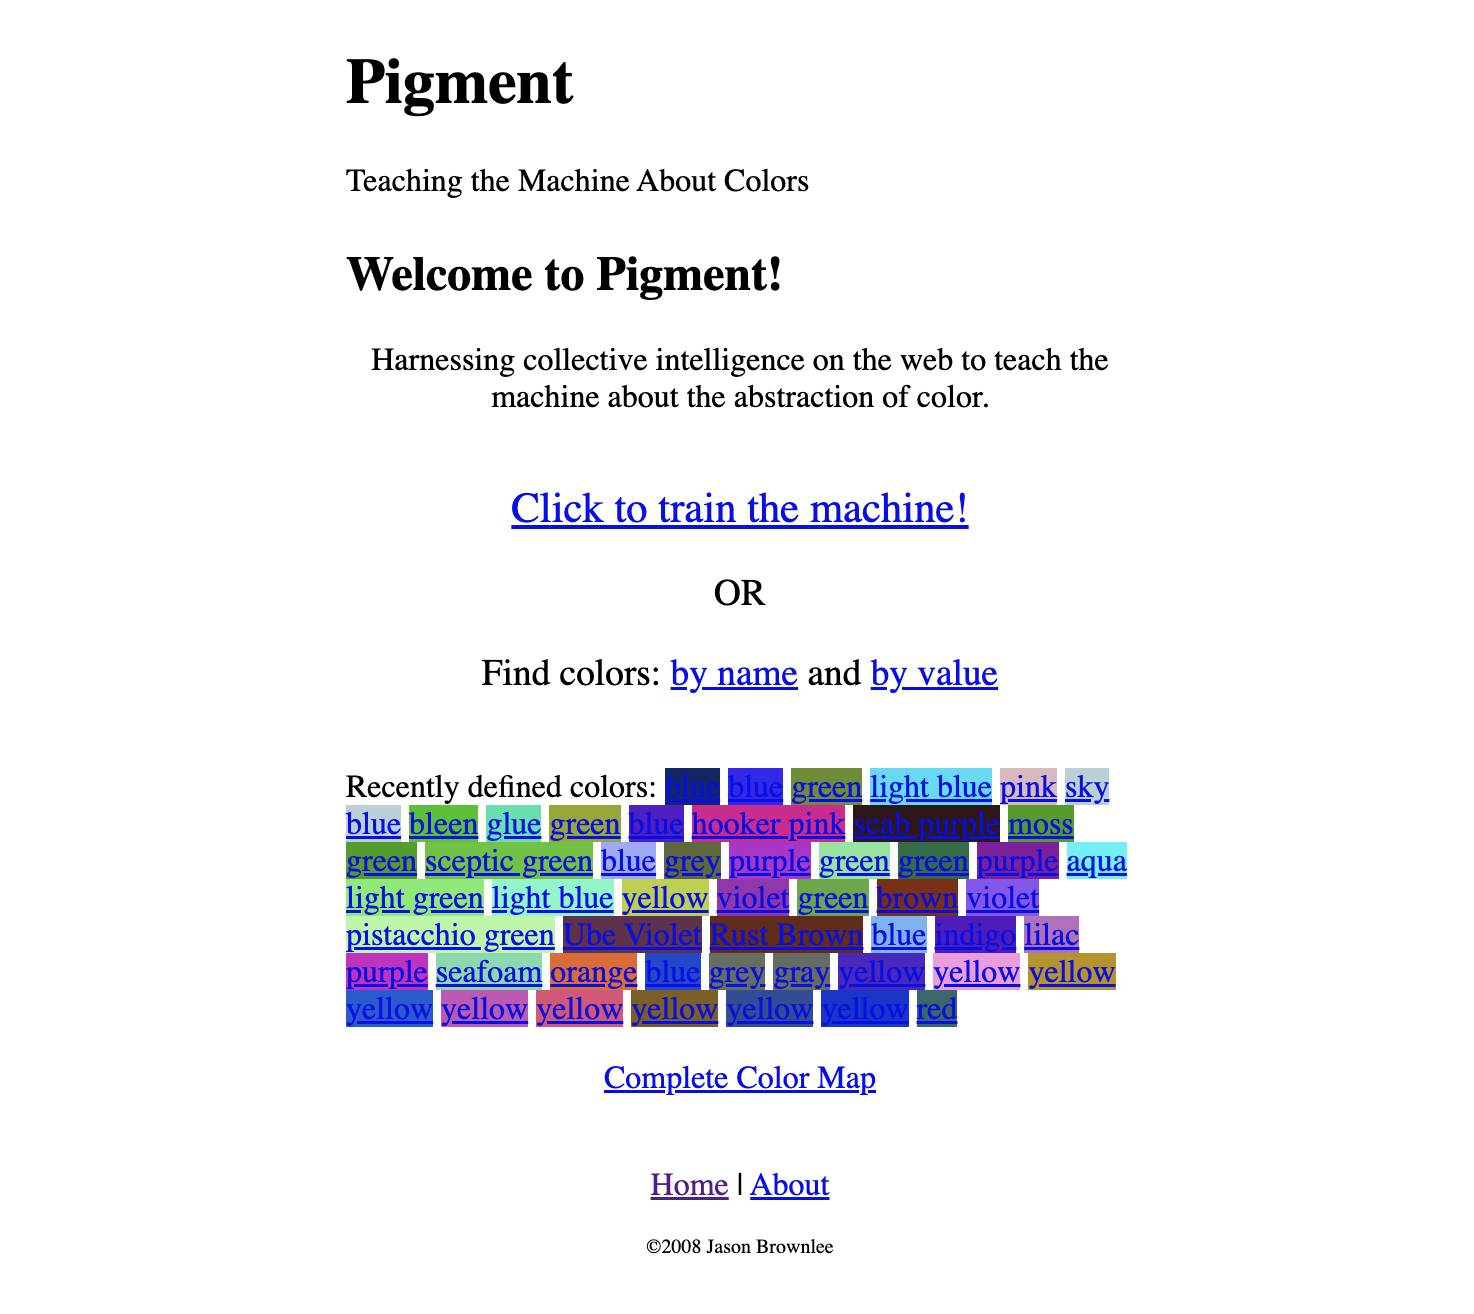 Pigment
Teaching the Machine About Colors
Welcome to Pigment!
Harnessing collective intelligence on the web to teach the
machine about the abstraction of color.
Click to train the machine!
OR
Find colors: by name and by value
Recently defined colors: blue blue green light blue pink sky
blue bleen glue green blue hooker pink scab purple moss
green sceptic green blue grey purple green green purple aqua
light green light blue yellow violet green brown violet
pistacchio green Ube Violet Rust Brown blue indigo lilac
purple seafoam orange blue grey gray yellow yellow yellow
yellow yellow yellow yellow yellow yellow red
Complete Color Map
Home | About
©2008 Jason Brownlee